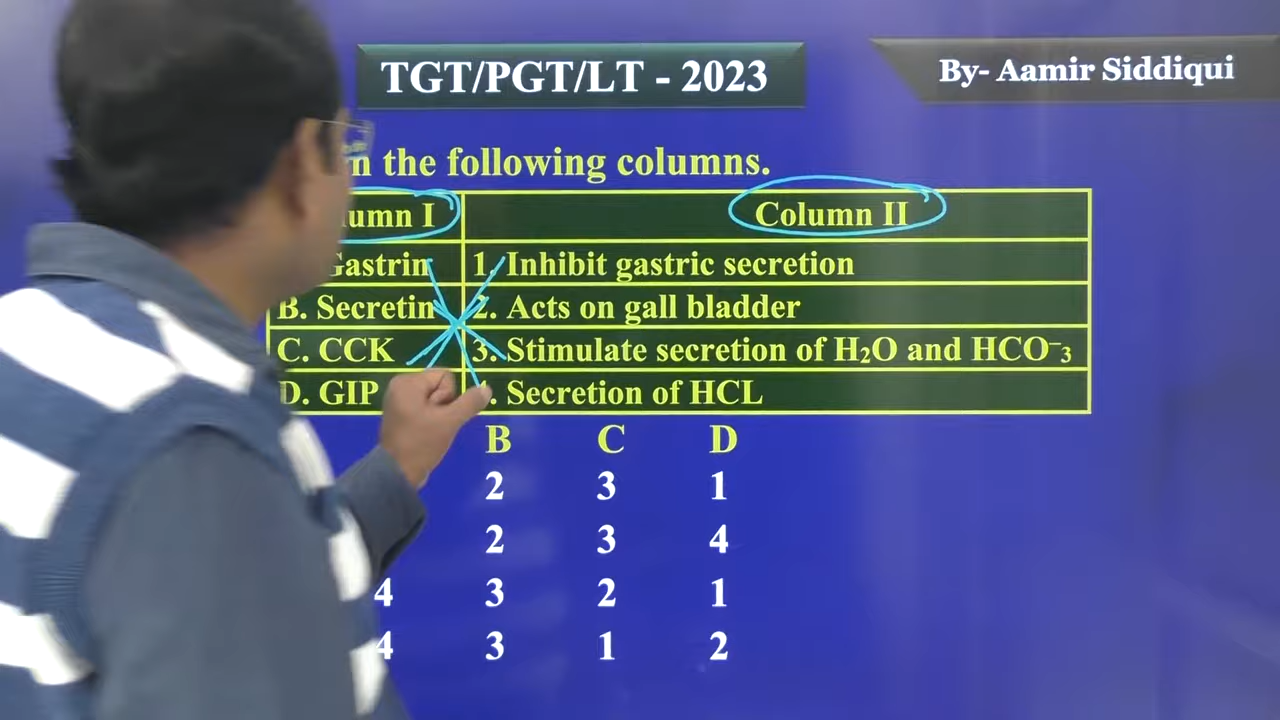 TGT/PGT/LT - 2023
By- Aamir Siddiqui
the following columns.
Column II
Gastrin 1. Inhibit gastric secretion
B. Secretin 2. Acts on gall bladder
C. CCK 3. Stimulate secretion of H₂O and HCO⁻₃
D. GIP . Secretion of HCL
B C D
2 3 1
2 3 4
4 3 2 1
4 3 1 2